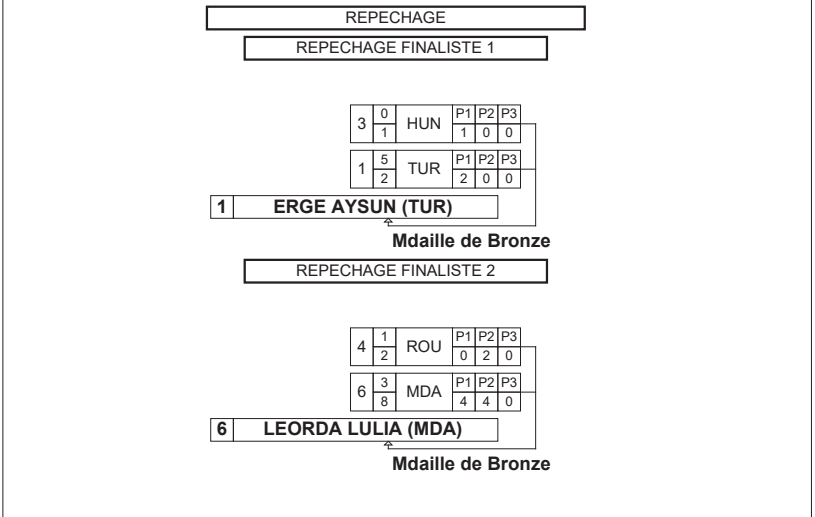 REPECHAGE
REPECHAGE FINALISTE 1
3 0 HUN P1 P2 P3
1 1 0 0
1 5 TUR P1 P2 P3
2 2 0 0
1 ERGE AYSUN (TUR)
Mdaille de Bronze
REPECHAGE FINALISTE 2
4 1 ROU P1 P2 P3
2 0 2 0
6 3 MDA P1 P2 P3
8 4 4 0
6 LEORDA LULIA (MDA)
Mdaille de Bronze